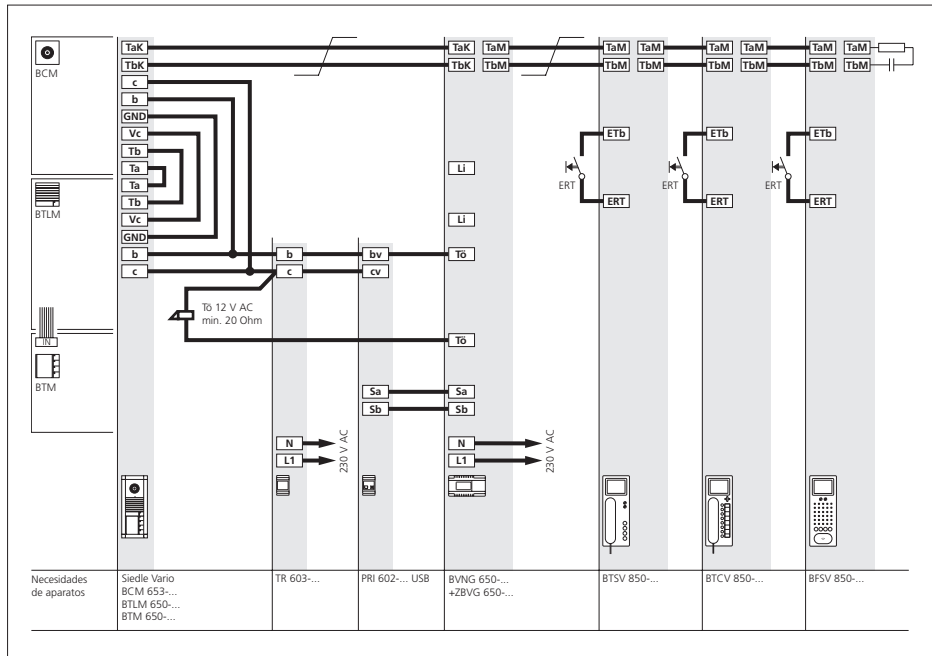 BCM
BTLM
IN
BTM
TaK
TbK
c
b
GND
Vc
Tb
Ta
Ta
Tb
Vc
GND
b
c
Tö 12 V AC
min. 20 Ohm
b
c
N
L1
230 V AC
bv
cv
Sa
Sb
TaK TaM
TbK TbM
Li
Li
Tö
Tö
Sa
Sb
N
L1
230 V AC
TaM TaM
TbM TbM
ETb
ERT
ERT
TaM TaM
TbM TbM
ETb
ERT
ERT
TaM TaM
TbM TbM
ETb
ERT
ERT
Necesidades
de aparatos
Siedle Vario
BCM 653-...
BTLM 650-...
BTM 650-...
TR 603-...
PRI 602-... USB
BVNG 650-...
+ZBVG 650-...
BTSV 850-...
BTCV 850-...
BFSV 850-...